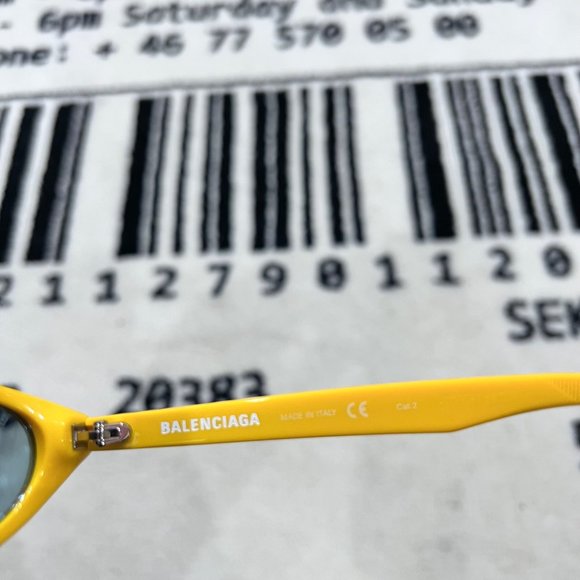 - 6pm Saturday and Sunday
one: + 46 77 570 05 00
2112790112
SEK
20383
BALENCIAGA MADE IN ITALY CE Cat.2